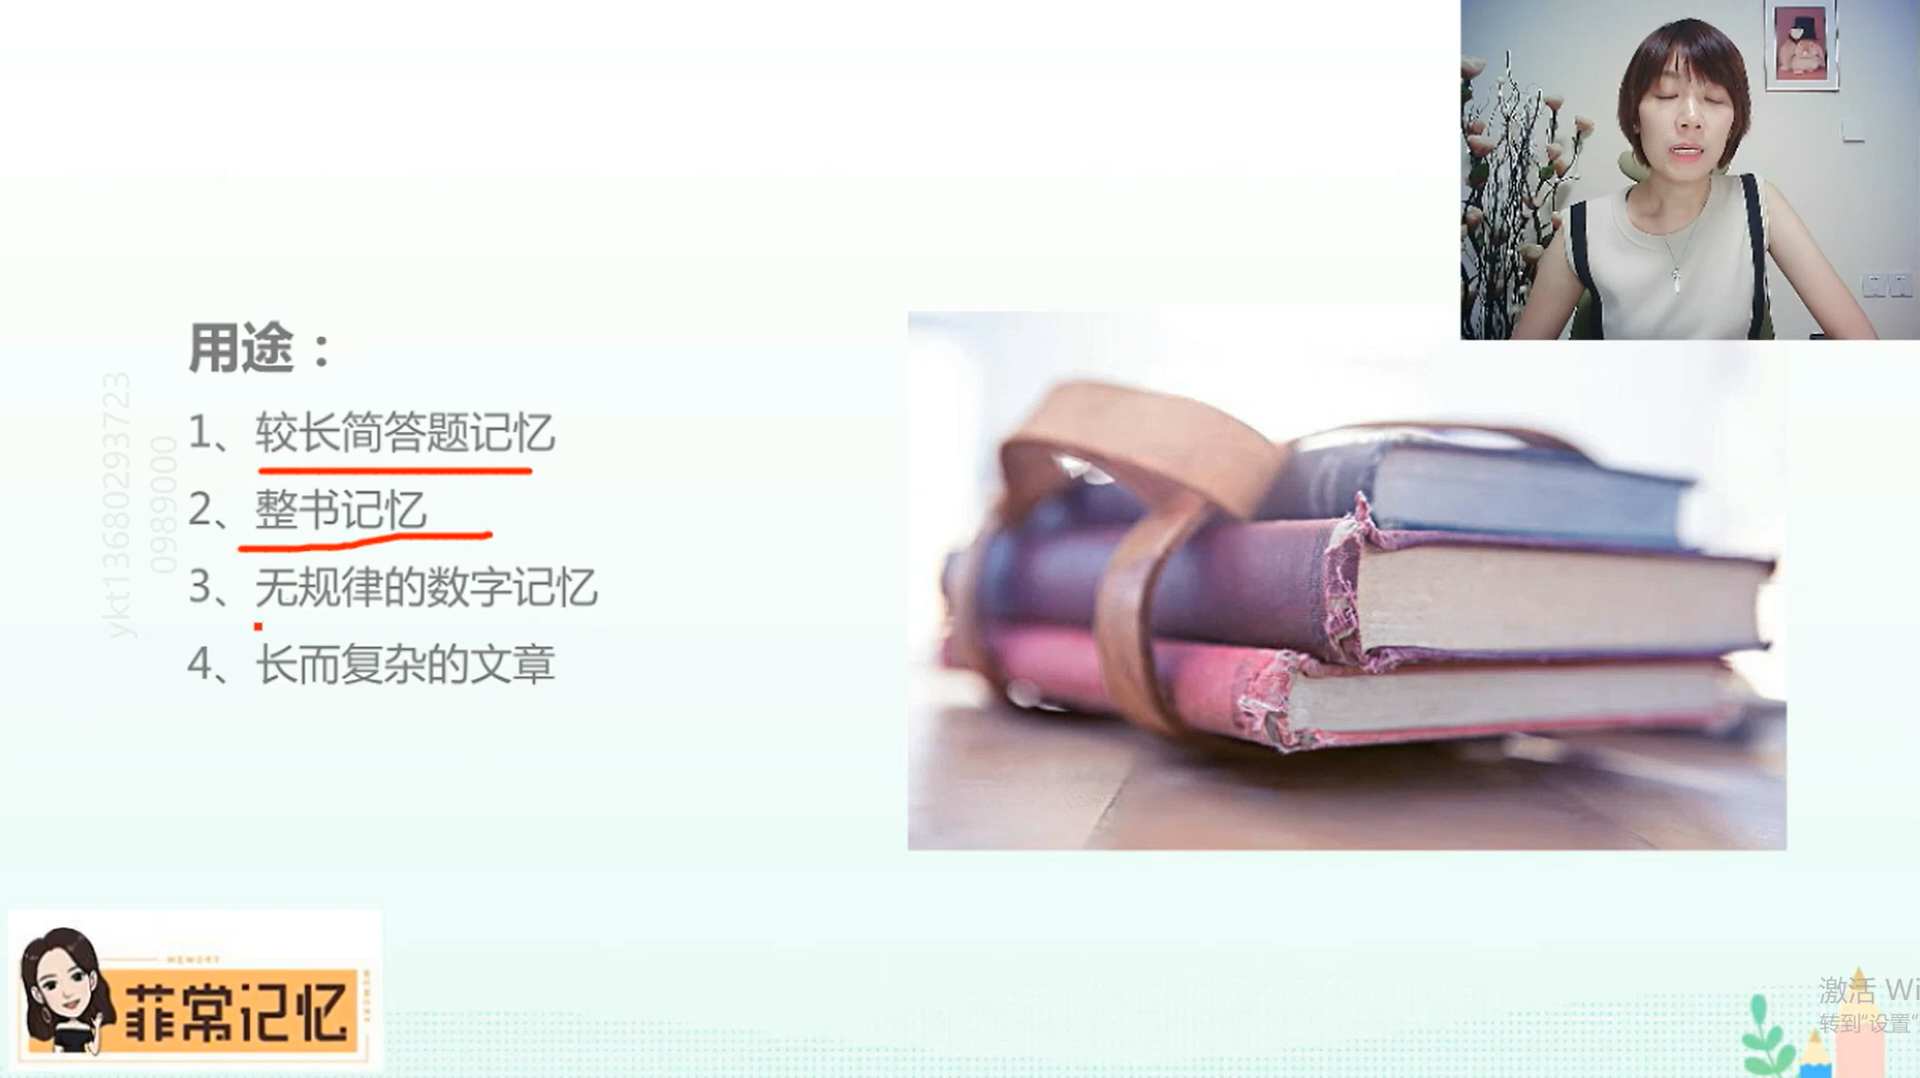 用途：
1、较长简答题记忆
2、整书记忆
3、无规律的数字记忆
4、长而复杂的文章
ykt13680293723
09890​00
MEMORY
菲常记忆
激活 Wi
转到"设置"